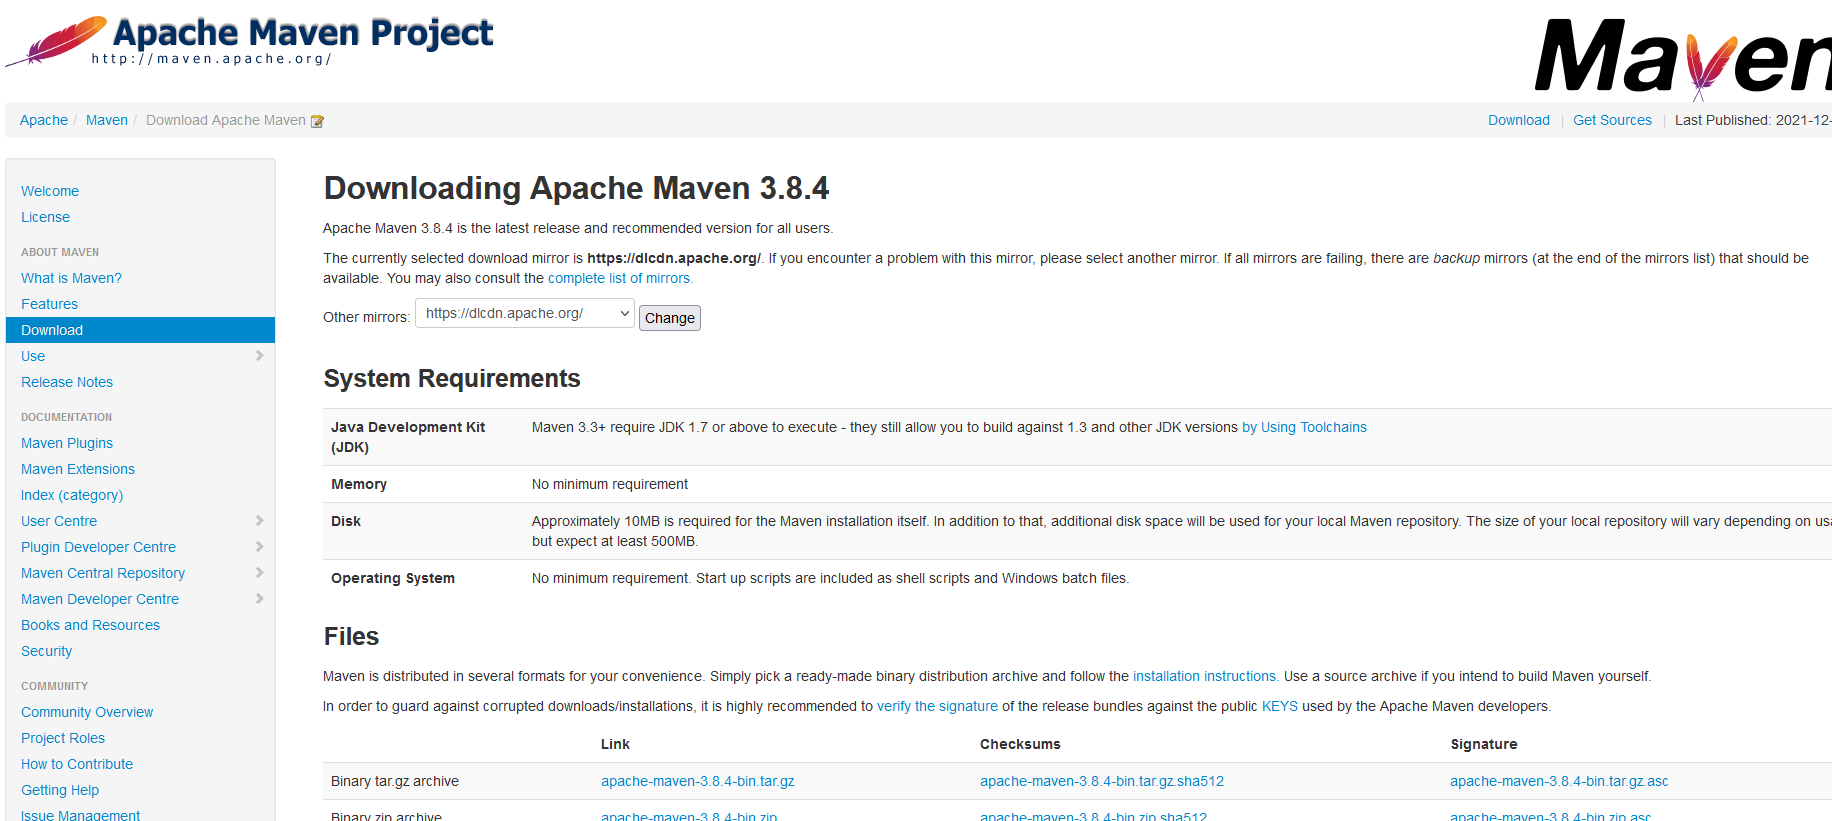 Apache Maven Project
http://maven.apache.org/
Maven
Apache / Maven / Download Apache Maven
Download | Get Sources | Last Published: 2021-12-
Welcome
License
ABOUT MAVEN
What is Maven?
Features
Download
Use
Release Notes
DOCUMENTATION
Maven Plugins
Maven Extensions
Index (category)
User Centre
Plugin Developer Centre
Maven Central Repository
Maven Developer Centre
Books and Resources
Security
COMMUNITY
Community Overview
Project Roles
How to Contribute
Getting Help
Issue Management
Downloading Apache Maven 3.8.4
Apache Maven 3.8.4 is the latest release and recommended version for all users.
The currently selected download mirror is https://dlcdn.apache.org/. If you encounter a problem with this mirror, please select another mirror. If all mirrors are failing, there are backup mirrors (at the end of the mirrors list) that should be
available. You may also consult the complete list of mirrors.
Other mirrors: https://dlcdn.apache.org/ Change
System Requirements
Java Development Kit (JDK) Maven 3.3+ require JDK 1.7 or above to execute - they still allow you to build against 1.3 and other JDK versions by Using Toolchains
Memory No minimum requirement
Disk Approximately 10MB is required for the Maven installation itself. In addition to that, additional disk space will be used for your local Maven repository. The size of your local repository will vary depending on usa
but expect at least 500MB.
Operating System No minimum requirement. Start up scripts are included as shell scripts and Windows batch files.
Files
Maven is distributed in several formats for your convenience. Simply pick a ready-made binary distribution archive and follow the installation instructions. Use a source archive if you intend to build Maven yourself.
In order to guard against corrupted downloads/installations, it is highly recommended to verify the signature of the release bundles against the public KEYS used by the Apache Maven developers.
Link Checksums Signature
Binary tar.gz archive apache-maven-3.8.4-bin.tar.gz apache-maven-3.8.4-bin.tar.gz.sha512 apache-maven-3.8.4-bin.tar.gz.asc
Binary zip archive apache-maven-3.8.4-bin.zip apache-maven-3.8.4-bin.zip.sha512 apache-maven-3.8.4-bin.zip.asc